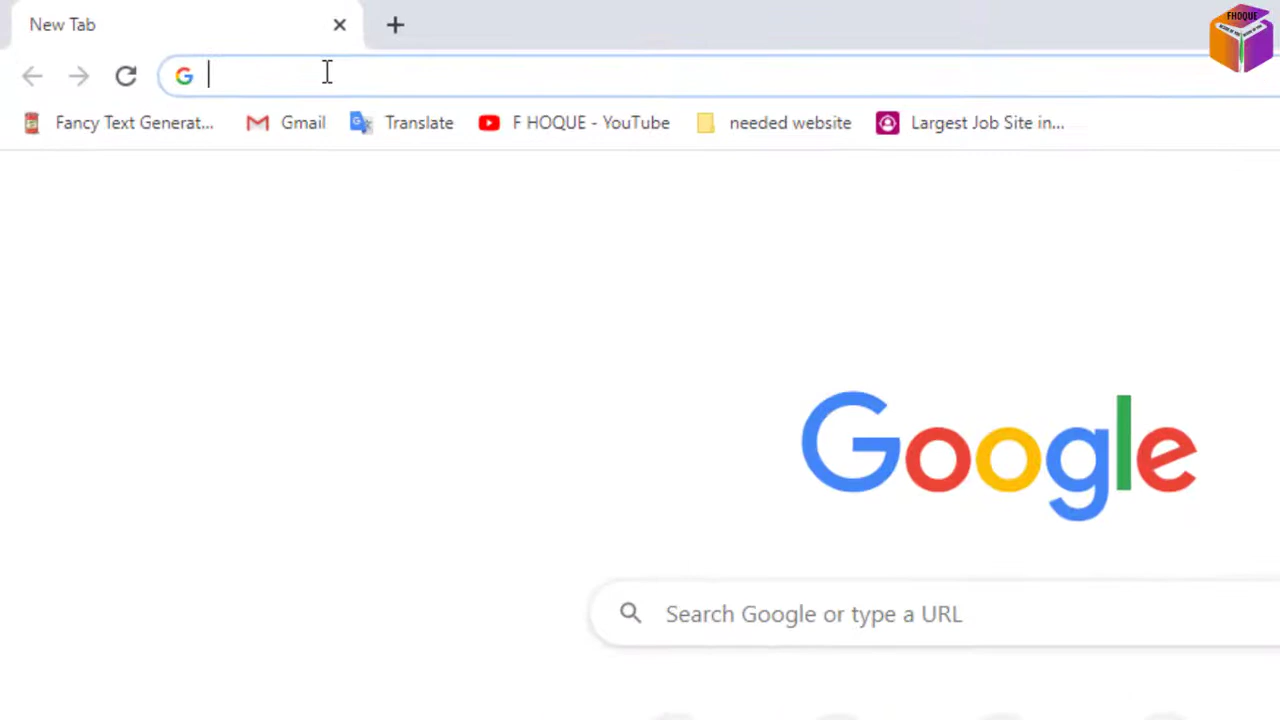 New Tab
FHOQUE
Fancy Text Generat...
Gmail
Translate
F HOQUE - YouTube
needed website
Largest Job Site in...
Google
Search Google or type a URL